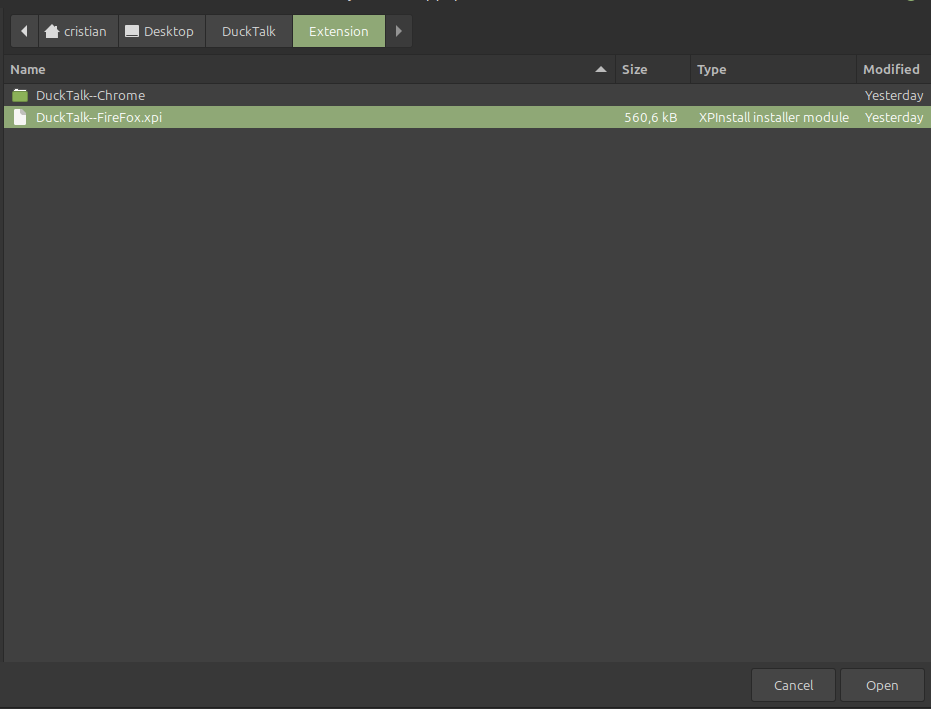 cristian Desktop DuckTalk Extension
Name Size Type Modified
DuckTalk--Chrome Yesterday
DuckTalk--FireFox.xpi 560,6 kB XPInstall installer module Yesterday
Cancel Open